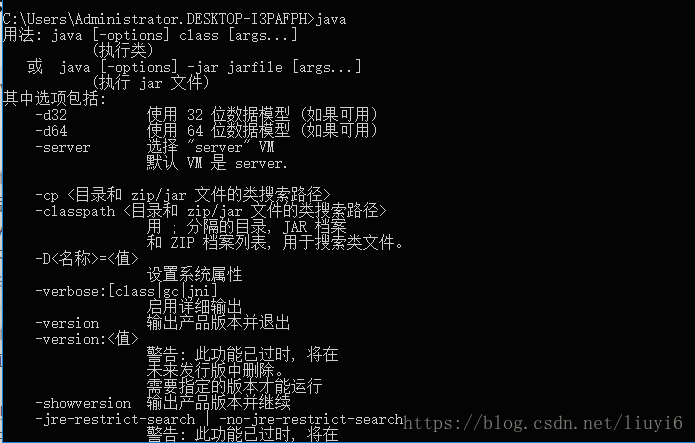 C:\Users\Administrator.DESKTOP-I3PAFPH>java
用法: java [-options] class [args...]
(执行类)
或 java [-options] -jar jarfile [args...]
(执行 jar 文件)
其中选项包括:
-d32 使用 32 位数据模型 (如果可用)
-d64 使用 64 位数据模型 (如果可用)
-server 选择 "server" VM
默认 VM 是 server.
-cp <目录和 zip/jar 文件的类搜索路径>
-classpath <目录和 zip/jar 文件的类搜索路径>
用 ; 分隔的目录, JAR 档案
和 ZIP 档案列表, 用于搜索类文件。
-D<名称>=<值>
设置系统属性
-verbose:[class|gc|jni]
启用详细输出
-version 输出产品版本并退出
-version:<值>
警告: 此功能已过时, 将在
未来发行版中删除。
需要指定的版本才能运行
-showversion 输出产品版本并继续
-jre-restrict-search | -no-jre-restrict-search
警告: 此功能已过时, 将在
https://blog.csdn.net/liuyi6